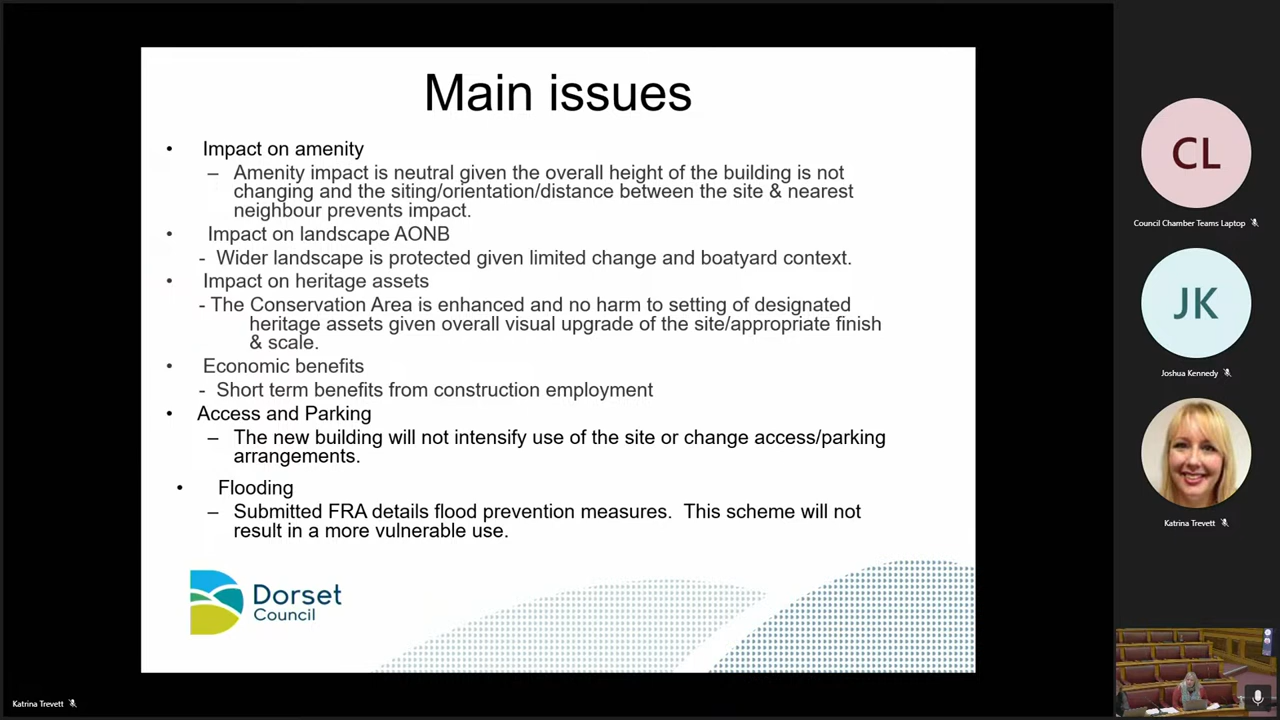 Main issues
• Impact on amenity
– Amenity impact is neutral given the overall height of the building is not
changing and the siting/orientation/distance between the site & nearest
neighbour prevents impact.
• Impact on landscape AONB
- Wider landscape is protected given limited change and boatyard context.
• Impact on heritage assets
- The Conservation Area is enhanced and no harm to setting of designated
heritage assets given overall visual upgrade of the site/appropriate finish
& scale.
• Economic benefits
- Short term benefits from construction employment
• Access and Parking
– The new building will not intensify use of the site or change access/parking
arrangements.
• Flooding
– Submitted FRA details flood prevention measures. This scheme will not
result in a more vulnerable use.
Dorset
Council
CL
Council Chamber Teams Laptop
JK
Joshua Kennedy
Katrina Trevett
Katrina Trevett